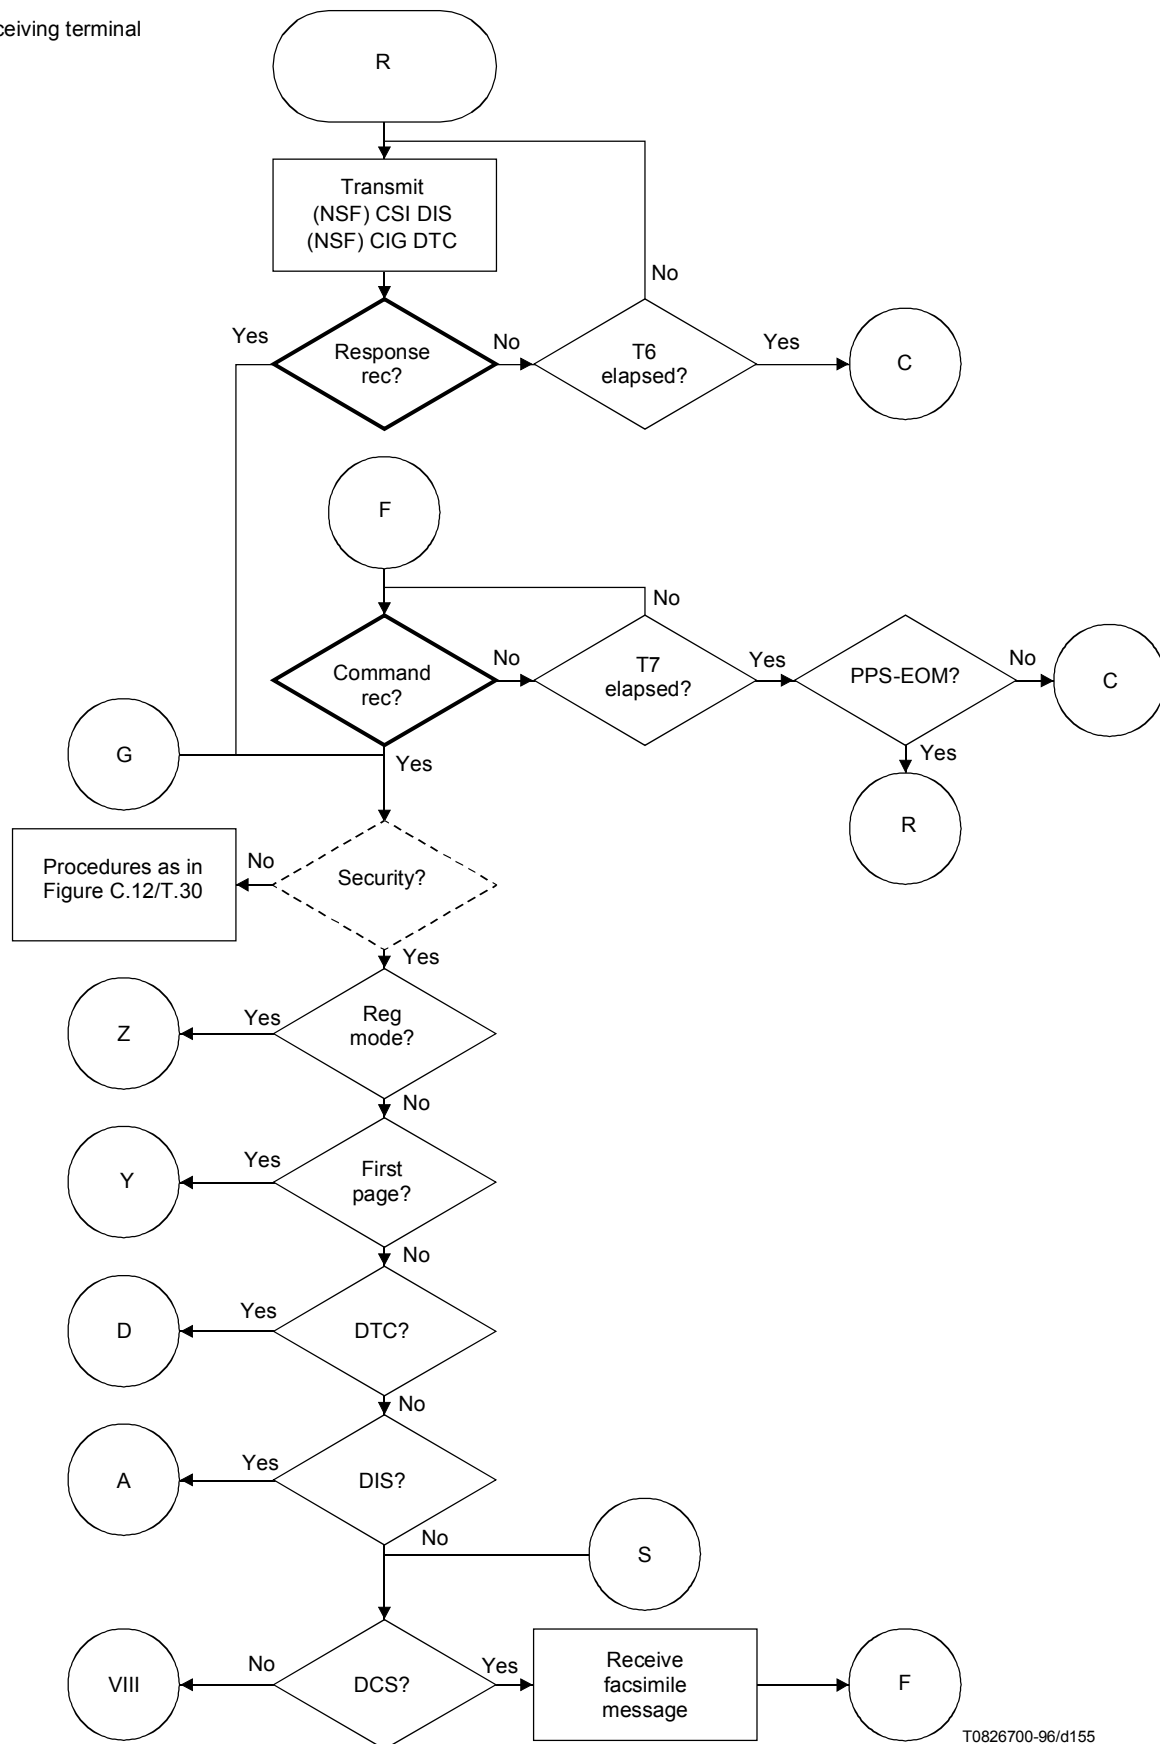 ceiving terminal
R
Transmit
(NSF) CSI DIS
(NSF) CIG DTC
No
Yes
Response
rec?
No
T6
elapsed?
Yes
C
F
No
Command
rec?
No
T7
elapsed?
Yes
PPS-EOM?
No
C
G
Yes
Yes
R
Procedures as in
Figure C.12/T.30
No
Security?
Yes
Z
Yes
Reg
mode?
No
Y
Yes
First
page?
No
D
Yes
DTC?
No
A
Yes
DIS?
No
S
VIII
No
DCS?
Yes
Receive
facsimile
message
F
T0826700-96/d155